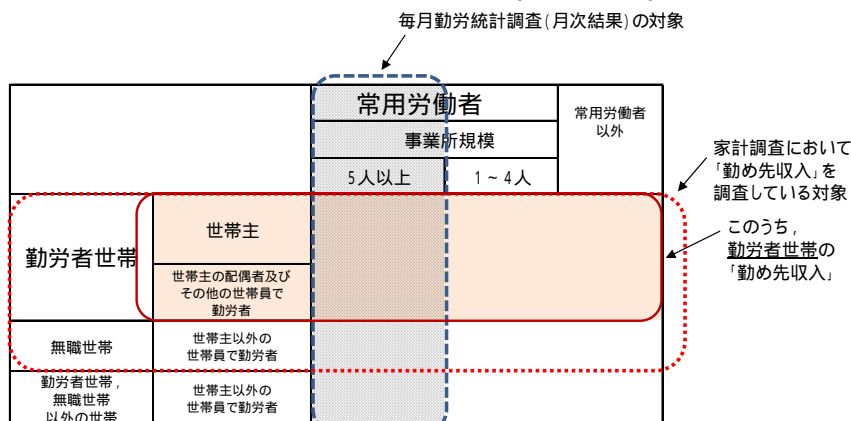 毎月勤労統計調査(月次結果)の対象
常用労働者
常用労働者
以外
事業所規模
5人以上
1~4人
家計調査において
「勤め先収入」を
調査している対象
このうち,
勤労者世帯の
「勤め先収入」
勤労者世帯
世帯主
世帯主の配偶者及び
その他の世帯員で
勤労者
無職世帯
世帯主以外の
世帯員で勤労者
勤労者世帯,
無職世帯
以外の世帯
世帯主以外の
世帯員で勤労者